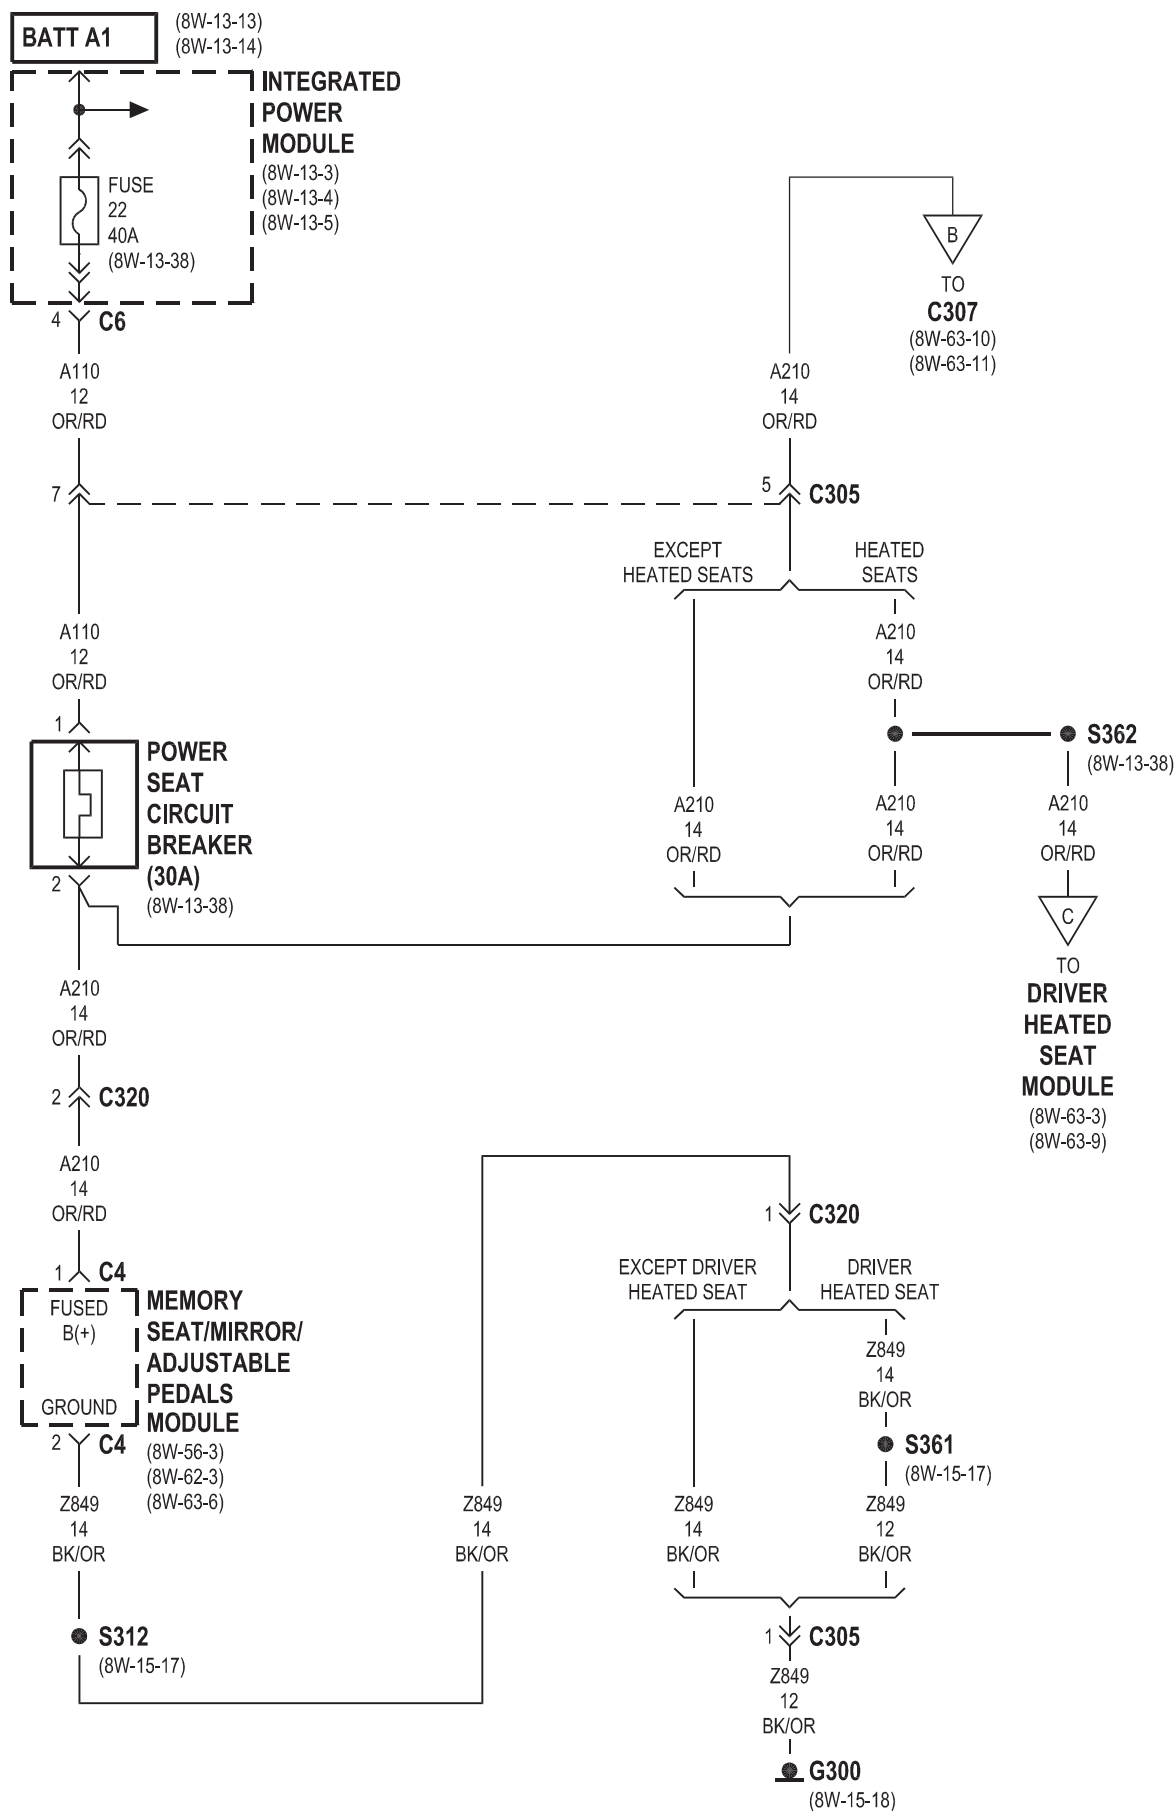 BATT A1
(8W-13-13)
(8W-13-14)
INTEGRATED
POWER
MODULE
(8W-13-3)
(8W-13-4)
(8W-13-5)
FUSE
22
40A
(8W-13-38)
4
C6
A110
12
OR/RD
B
TO
C307
(8W-63-10)
(8W-63-11)
A210
14
OR/RD
7
5
C305
EXCEPT
HEATED SEATS
HEATED
SEATS
A110
12
OR/RD
A210
14
OR/RD
1
POWER
SEAT
CIRCUIT
BREAKER
(30A)
(8W-13-38)
2
S362
(8W-13-38)
A210
14
OR/RD
A210
14
OR/RD
A210
14
OR/RD
C
TO
DRIVER
HEATED
SEAT
MODULE
(8W-63-3)
(8W-63-9)
A210
14
OR/RD
2
C320
A210
14
OR/RD
1
C4
FUSED
B(+)
GROUND
MEMORY
SEAT/MIRROR/
ADJUSTABLE
PEDALS
MODULE
(8W-56-3)
(8W-62-3)
(8W-63-6)
2
C4
Z849
14
BK/OR
S312
(8W-15-17)
Z849
14
BK/OR
1
C320
EXCEPT DRIVER
HEATED SEAT
DRIVER
HEATED SEAT
Z849
14
BK/OR
S361
(8W-15-17)
Z849
14
BK/OR
Z849
12
BK/OR
1
C305
Z849
12
BK/OR
G300
(8W-15-18)